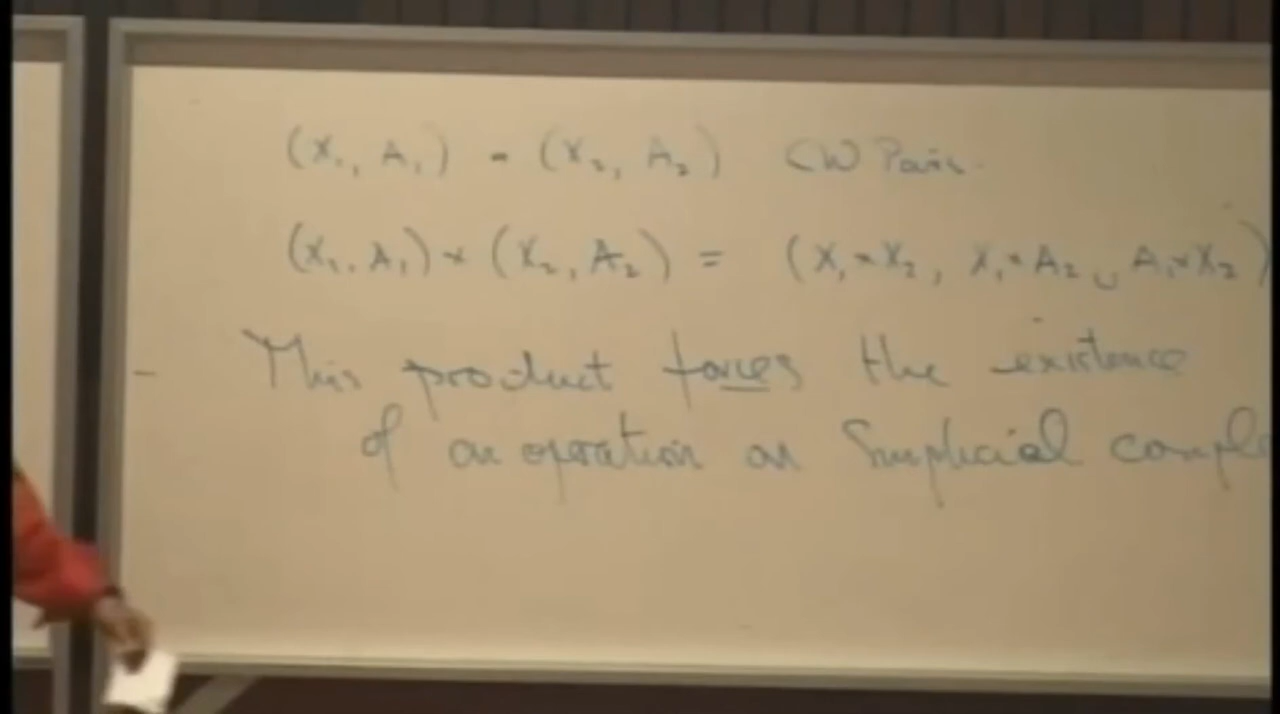 (X₁, A₁) - (X₂, A₂) CW Pairs.
(X₁, A₁) × (X₂, A₂) = (X₁×X₂, X₁×A₂ ∪ A₁×X₂)
- This product forces the existence
of an operation on Simplicial comple